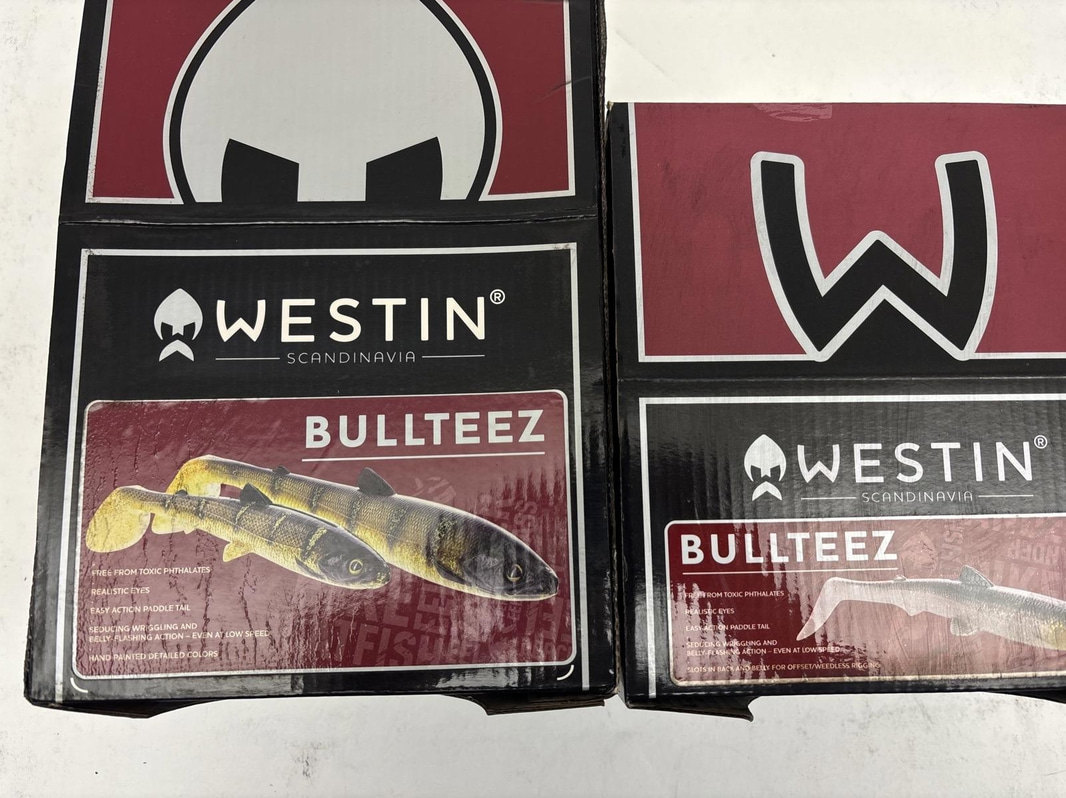 WESTIN®
SCANDINAVIA
BULLTEEZ
FREE FROM TOXIC PHTHALATES
REALISTIC EYES
EASY ACTION PADDLE TAIL
SEDUCING WRIGGLING AND
BELLY-FLASHING ACTION – EVEN AT LOW SPEED
HAND PAINTED DETAILED COLORS
W
WESTIN®
SCANDINAVIA
BULLTEEZ
FREE FROM TOXIC PHTHALATES
REALISTIC EYES
EASY ACTION PADDLE TAIL
SEDUCING WRIGGLING AND
BELLY-FLASHING ACTION – EVEN AT LOW SPEED
SLOTS IN BACK AND BELLY FOR OFFSET/WEEDLESS RIGGING